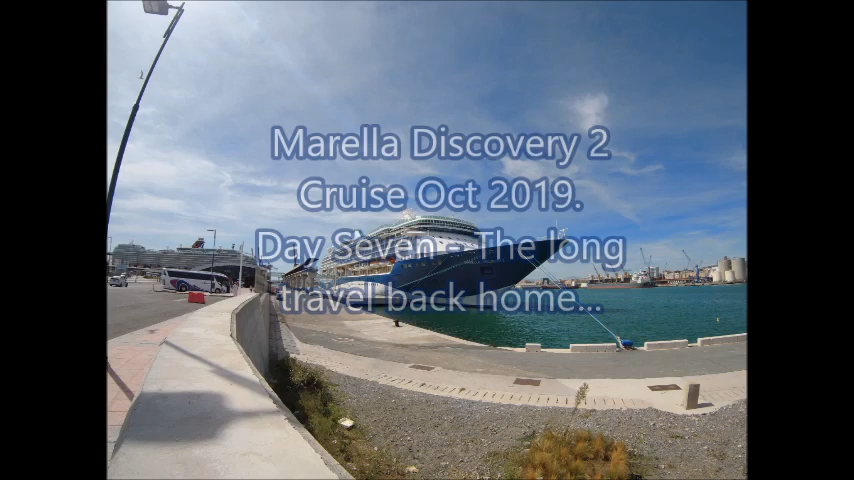 Marella Discovery 2
Cruise Oct 2019.
Day Seven - The long
travel back home...